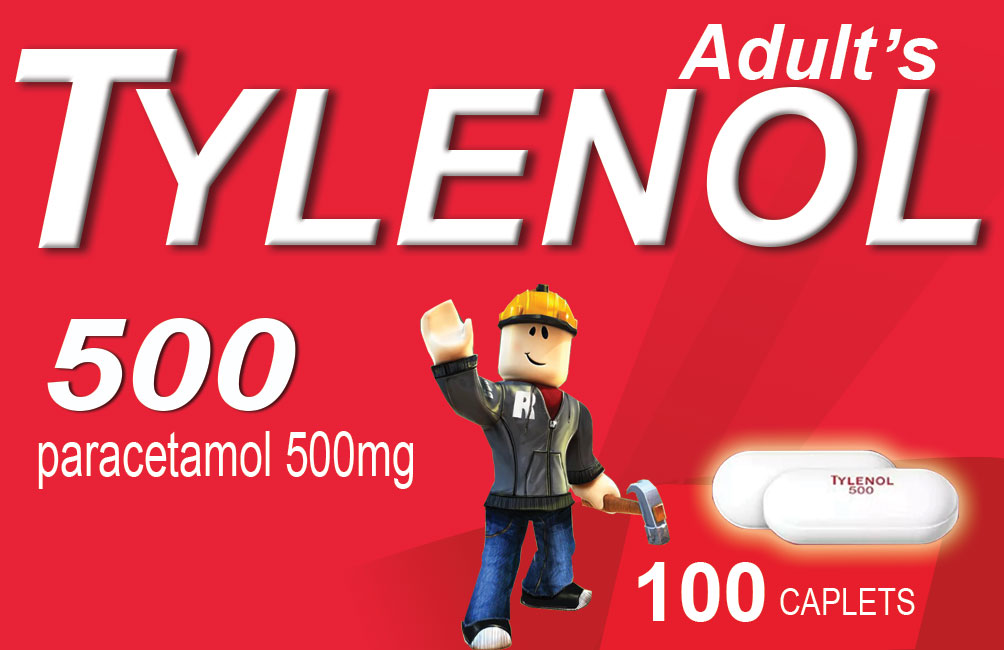 Adult’s
TYLENOL
500
paracetamol 500mg
R
TYLENOL
500
100 CAPLETS